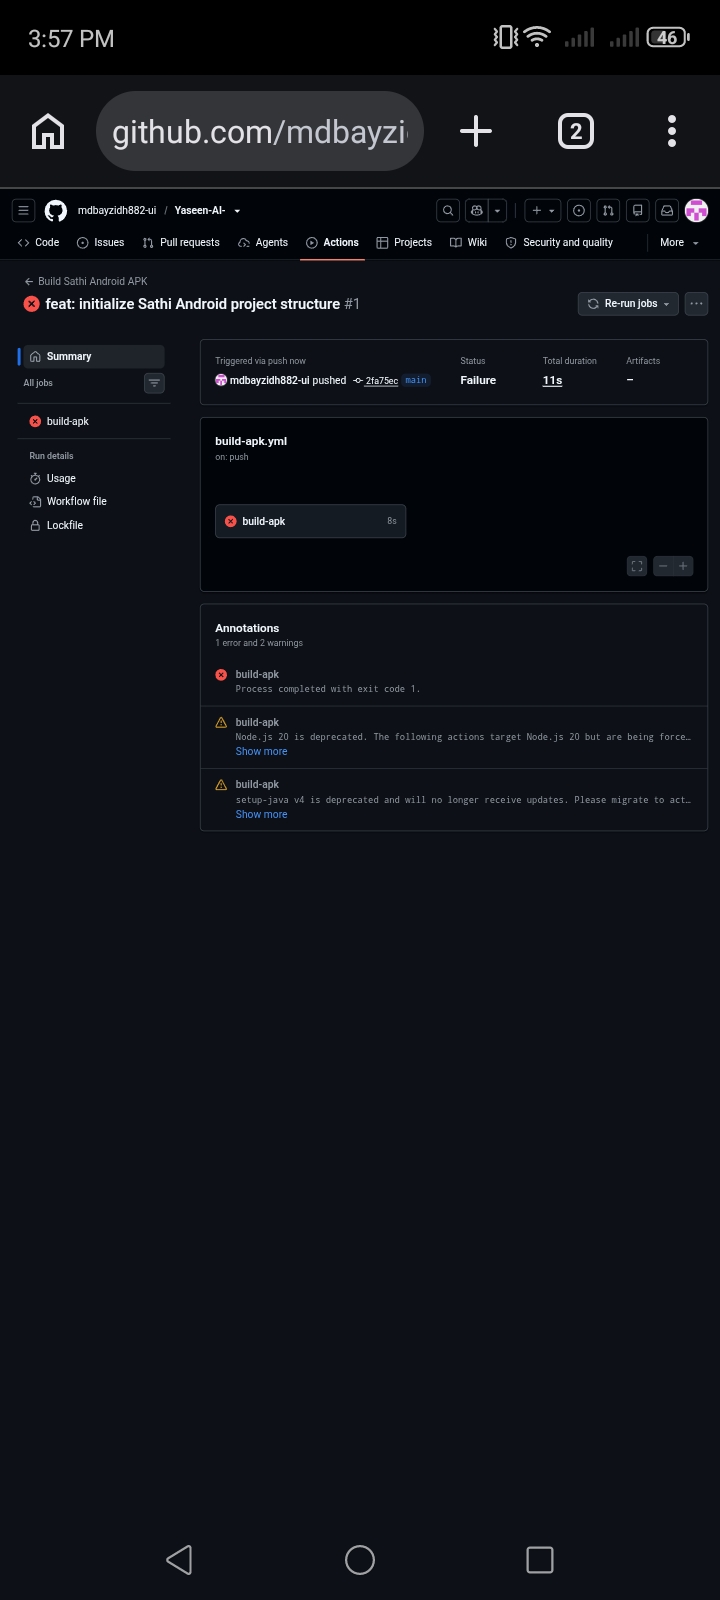 3:57 PM
46
github.com/mdbayzi
2
mdbayzidh882-ui / Yaseen-AI-
Code Issues Pull requests Agents Actions Projects Wiki Security and quality More
← Build Sathi Android APK
feat: initialize Sathi Android project structure #1
Re-run jobs
Summary
All jobs
build-apk
Run details
Usage
Workflow file
Lockfile
Triggered via push now
mdbayzidh882-ui pushed 2fa75ec main
Status
Failure
Total duration
11s
Artifacts
–
build-apk.yml
on: push
build-apk 8s
Annotations
1 error and 2 warnings
build-apk
Process completed with exit code 1.
build-apk
Node.js 20 is deprecated. The following actions target Node.js 20 but are being force…
Show more
build-apk
setup-java v4 is deprecated and will no longer receive updates. Please migrate to act…
Show more